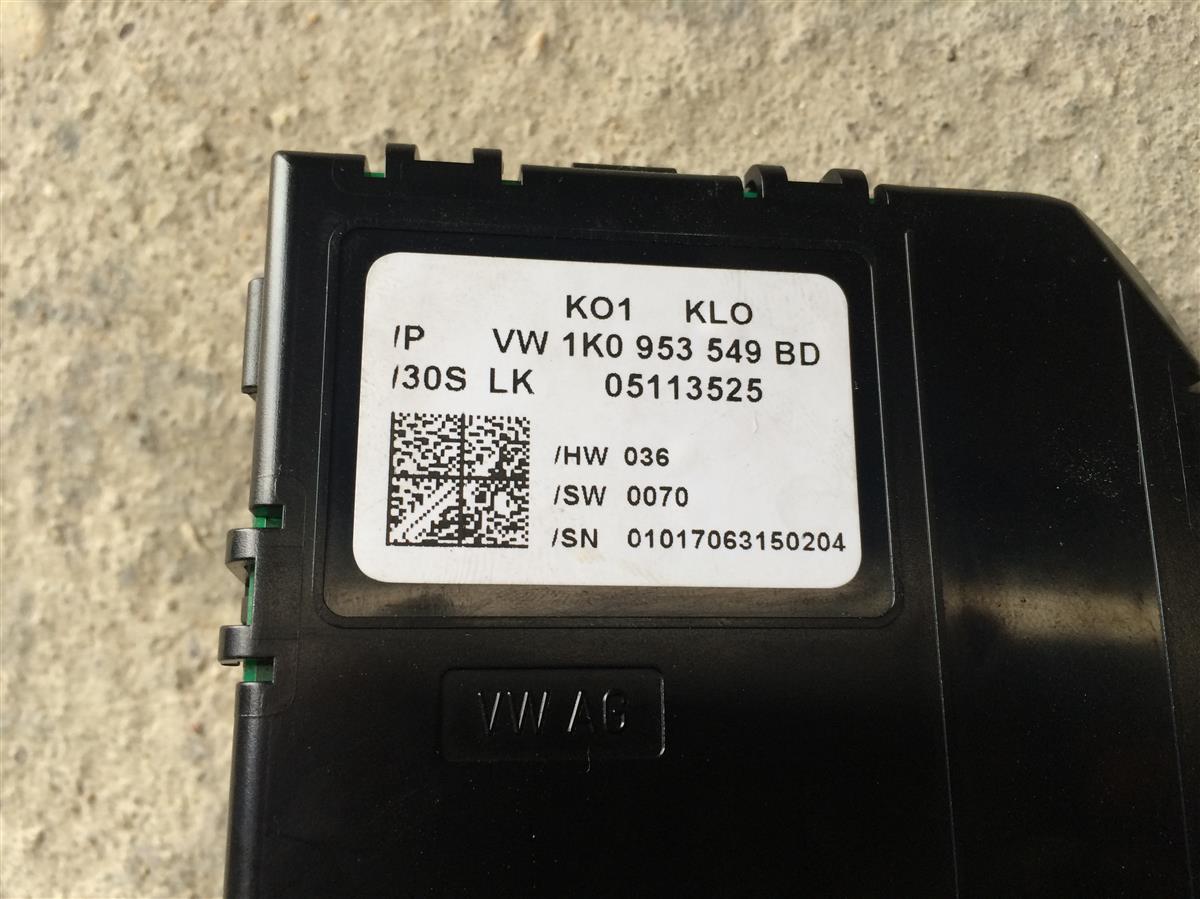 KO1 KLO
/P VW 1K0 953 549 BD
/30S LK 05113525
/HW 036
/SW 0070
/SN 01017063150204
VW AG